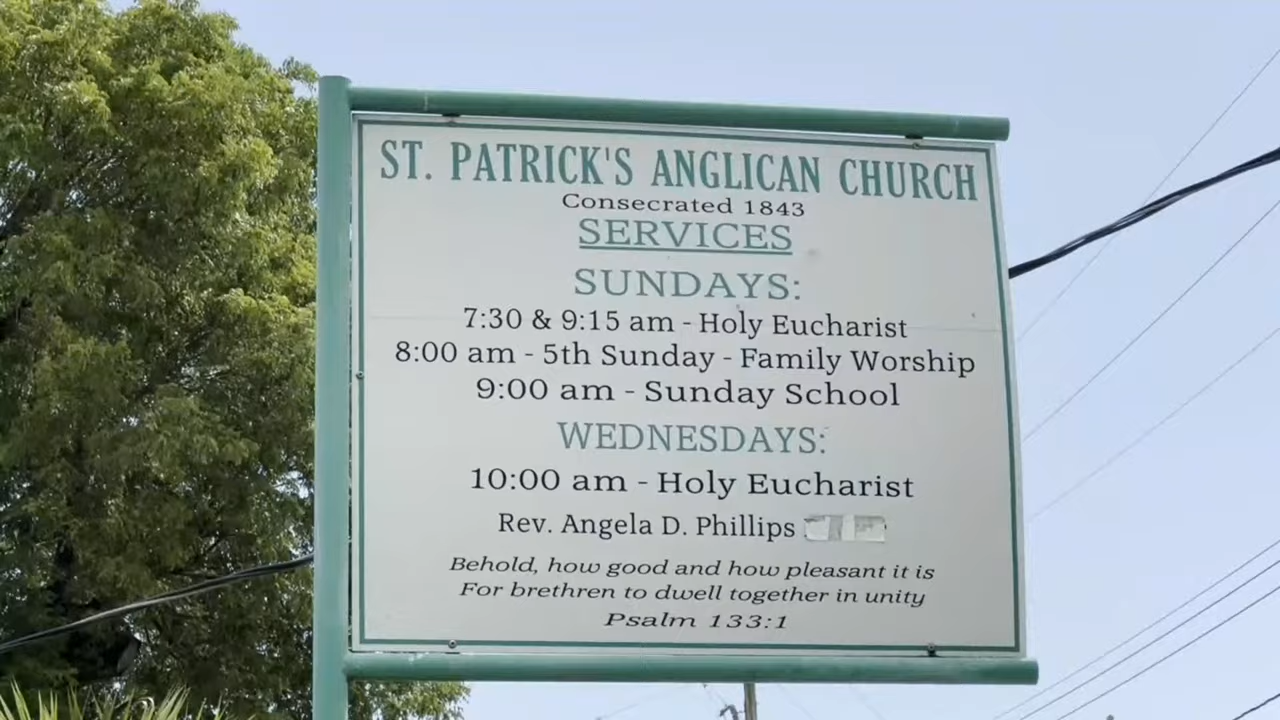 ST. PATRICK'S ANGLICAN CHURCH
Consecrated 1843
SERVICES
SUNDAYS:
7:30 & 9:15 am - Holy Eucharist
8:00 am - 5th Sunday - Family Worship
9:00 am - Sunday School
WEDNESDAYS:
10:00 am - Holy Eucharist
Rev. Angela D. Phillips
Behold, how good and how pleasant it is
For brethren to dwell together in unity
Psalm 133:1